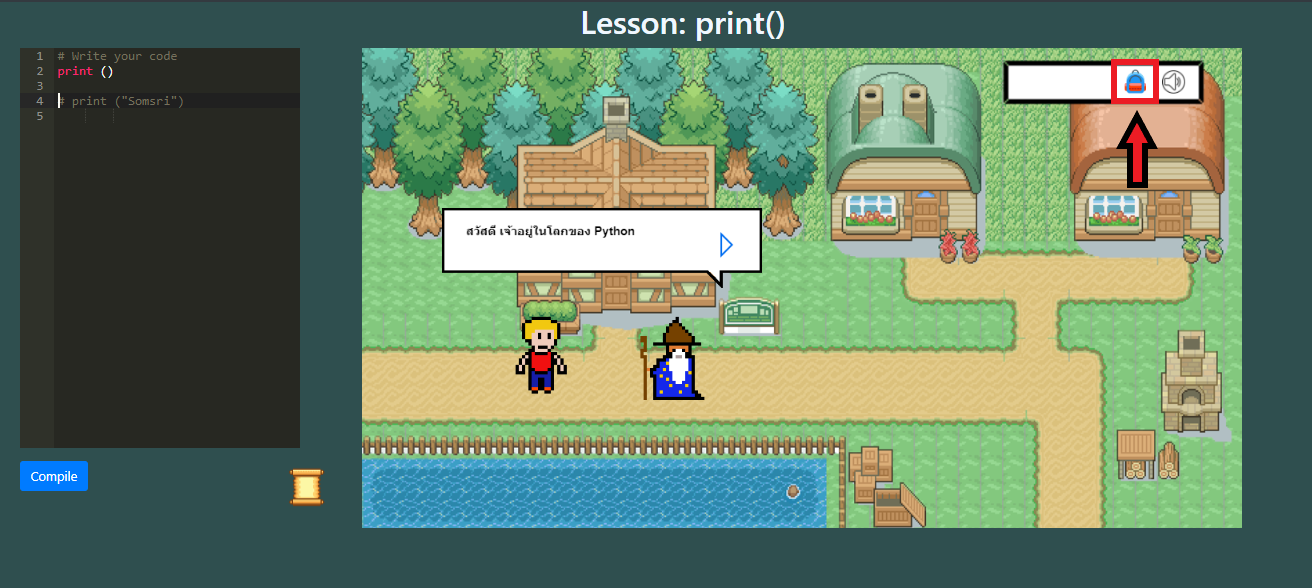 Lesson: print()
1 # Write your code
2 print ()
3
4 # print ("Somsri")
5
สวัสดี เจ้าอยู่ในโลกของ Python
Compile